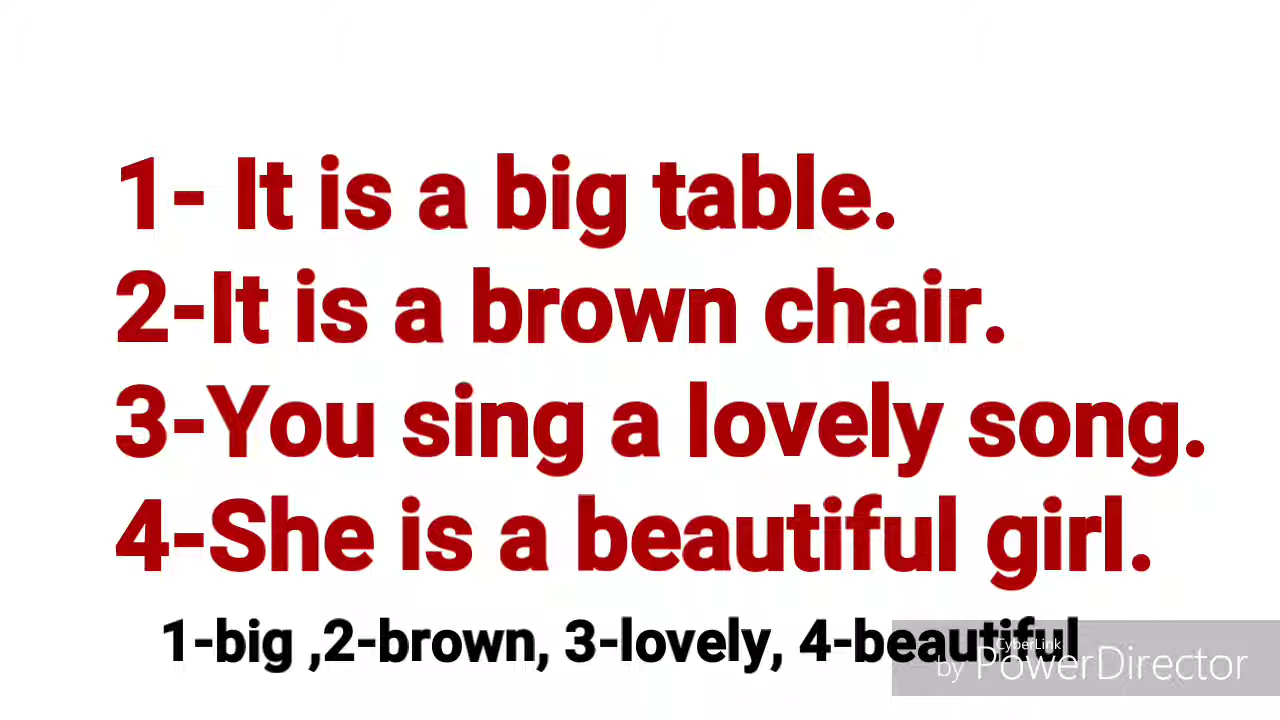 1- It is a big table.
2-It is a brown chair.
3-You sing a lovely song.
4-She is a beautiful girl.
1-big ,2-brown, 3-lovely, 4-beautiful
CyberLink
by PowerDirector